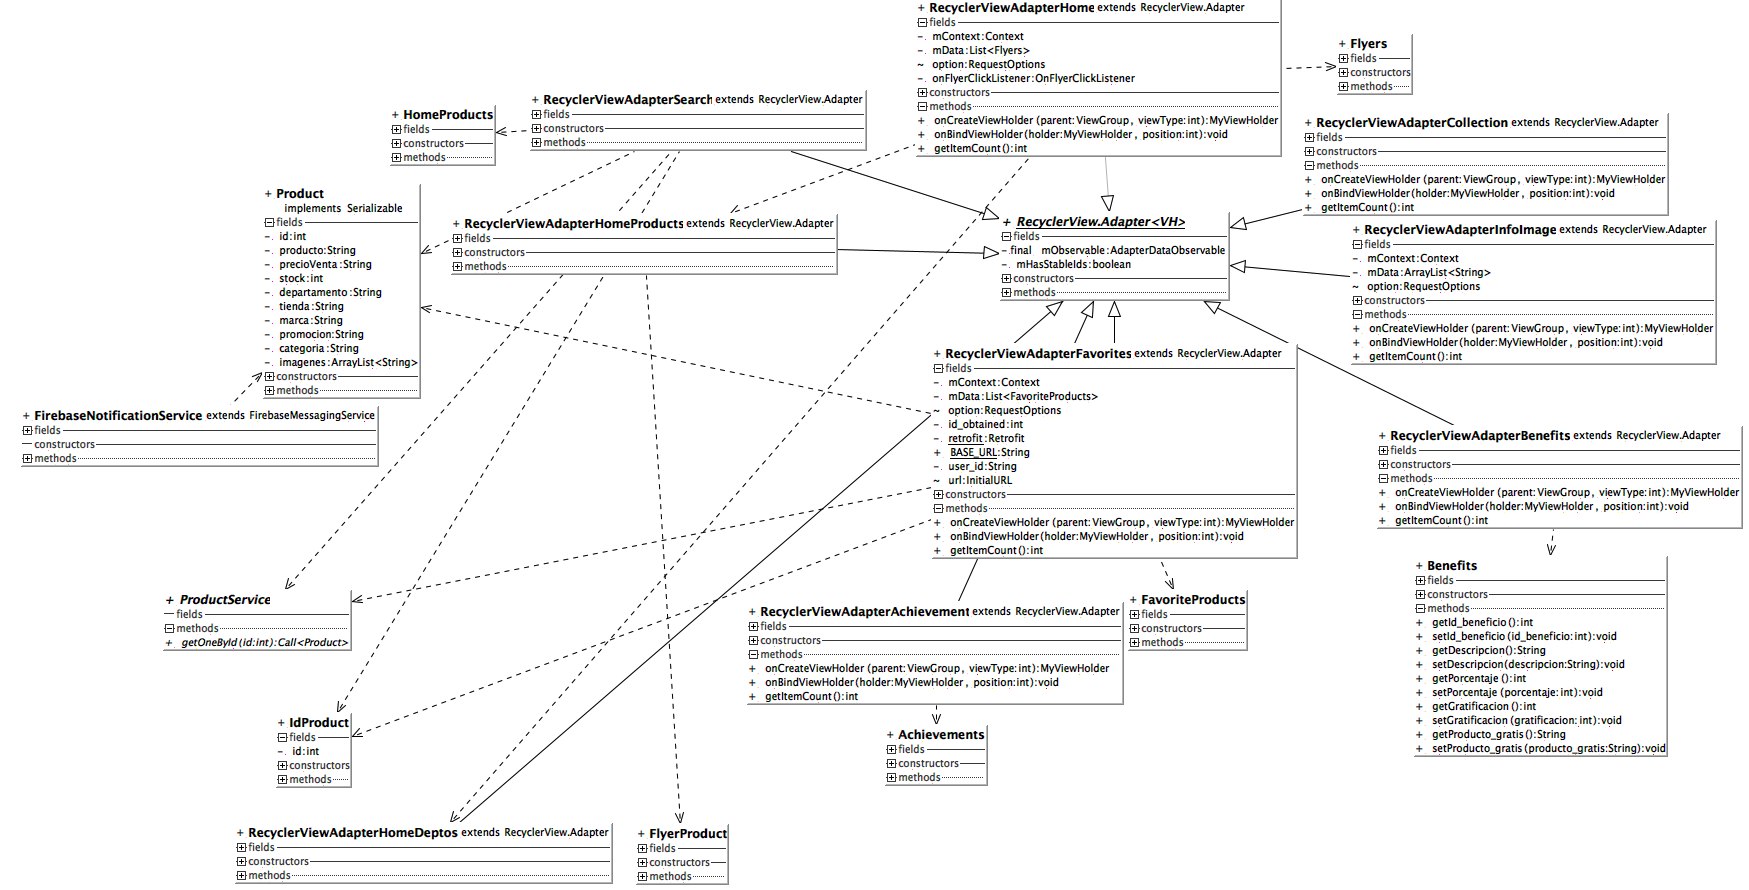 + RecyclerViewAdapterHome extends RecyclerView.Adapter
fields
- mContext:Context
- mData:List<Flyers>
~ option:RequestOptions
- onFlyerClickListener:OnFlyerClickListener
constructors
methods
+ onCreateViewHolder (parent:ViewGroup, viewType:int):MyViewHolder
+ onBindViewHolder(holder:MyViewHolder, position:int):void
+ getItemCount():int
+ Flyers
fields
constructors
methods
+ RecyclerViewAdapterSearch extends RecyclerView.Adapter
fields
constructors
methods
+ HomeProducts
fields
constructors
methods
+ RecyclerViewAdapterCollection extends RecyclerView.Adapter
fields
constructors
methods
+ onCreateViewHolder (parent:ViewGroup, viewType:int):MyViewHolder
+ onBindViewHolder(holder:MyViewHolder, position:int):void
+ getItemCount():int
+ Product
implements Serializable
fields
- id:int
- producto:String
- precioVenta:String
- stock:int
- departamento:String
- tienda:String
- marca:String
- promocion:String
- categoria:String
- imagenes:ArrayList<String>
constructors
methods
+ RecyclerViewAdapterHomeProducts extends RecyclerView.Adapter
fields
constructors
methods
+ RecyclerView.Adapter<VH>
fields
- final mObservable:AdapterDataObservable
- mHasStableIds:boolean
constructors
methods
+ RecyclerViewAdapterInfoImage extends RecyclerView.Adapter
fields
- mContext:Context
- mData:ArrayList<String>
~ option:RequestOptions
constructors
methods
+ onCreateViewHolder (parent:ViewGroup, viewType:int):MyViewHolder
+ onBindViewHolder(holder:MyViewHolder, position:int):void
+ getItemCount():int
+ RecyclerViewAdapterFavorites extends RecyclerView.Adapter
fields
- mContext:Context
- mData:List<FavoriteProducts>
~ option:RequestOptions
- id_obtained:int
- retrofit:Retrofit
+ BASE_URL:String
- user_id:String
~ url:InitialURL
constructors
methods
+ onCreateViewHolder (parent:ViewGroup, viewType:int):MyViewHolder
+ onBindViewHolder(holder:MyViewHolder, position:int):void
+ getItemCount():int
+ FirebaseNotificationService extends FirebaseMessagingService
fields
constructors
methods
+ RecyclerViewAdapterBenefits extends RecyclerView.Adapter
fields
constructors
methods
+ onCreateViewHolder (parent:ViewGroup, viewType:int):MyViewHolder
+ onBindViewHolder(holder:MyViewHolder, position:int):void
+ getItemCount():int
+ Benefits
fields
constructors
methods
+ getId_beneficio():int
+ setId_beneficio(id_beneficio:int):void
+ getDescripcion():String
+ setDescripcion(descripcion:String):void
+ getPorcentaje():int
+ setPorcentaje(porcentaje:int):void
+ getGratificacion():int
+ setGratificacion(gratificacion:int):void
+ getProducto_gratis():String
+ setProducto_gratis(producto_gratis:String):void
+ ProductService
fields
methods
+ getOneById(id:int):Call<Product>
+ RecyclerViewAdapterAchievement extends RecyclerView.Adapter
fields
constructors
methods
+ onCreateViewHolder (parent:ViewGroup, viewType:int):MyViewHolder
+ onBindViewHolder(holder:MyViewHolder, position:int):void
+ getItemCount():int
+ FavoriteProducts
fields
constructors
methods
+ IdProduct
fields
- id:int
constructors
methods
+ Achievements
fields
constructors
methods
+ RecyclerViewAdapterHomeDeptos extends RecyclerView.Adapter
fields
constructors
methods
+ FlyerProduct
fields
constructors
methods